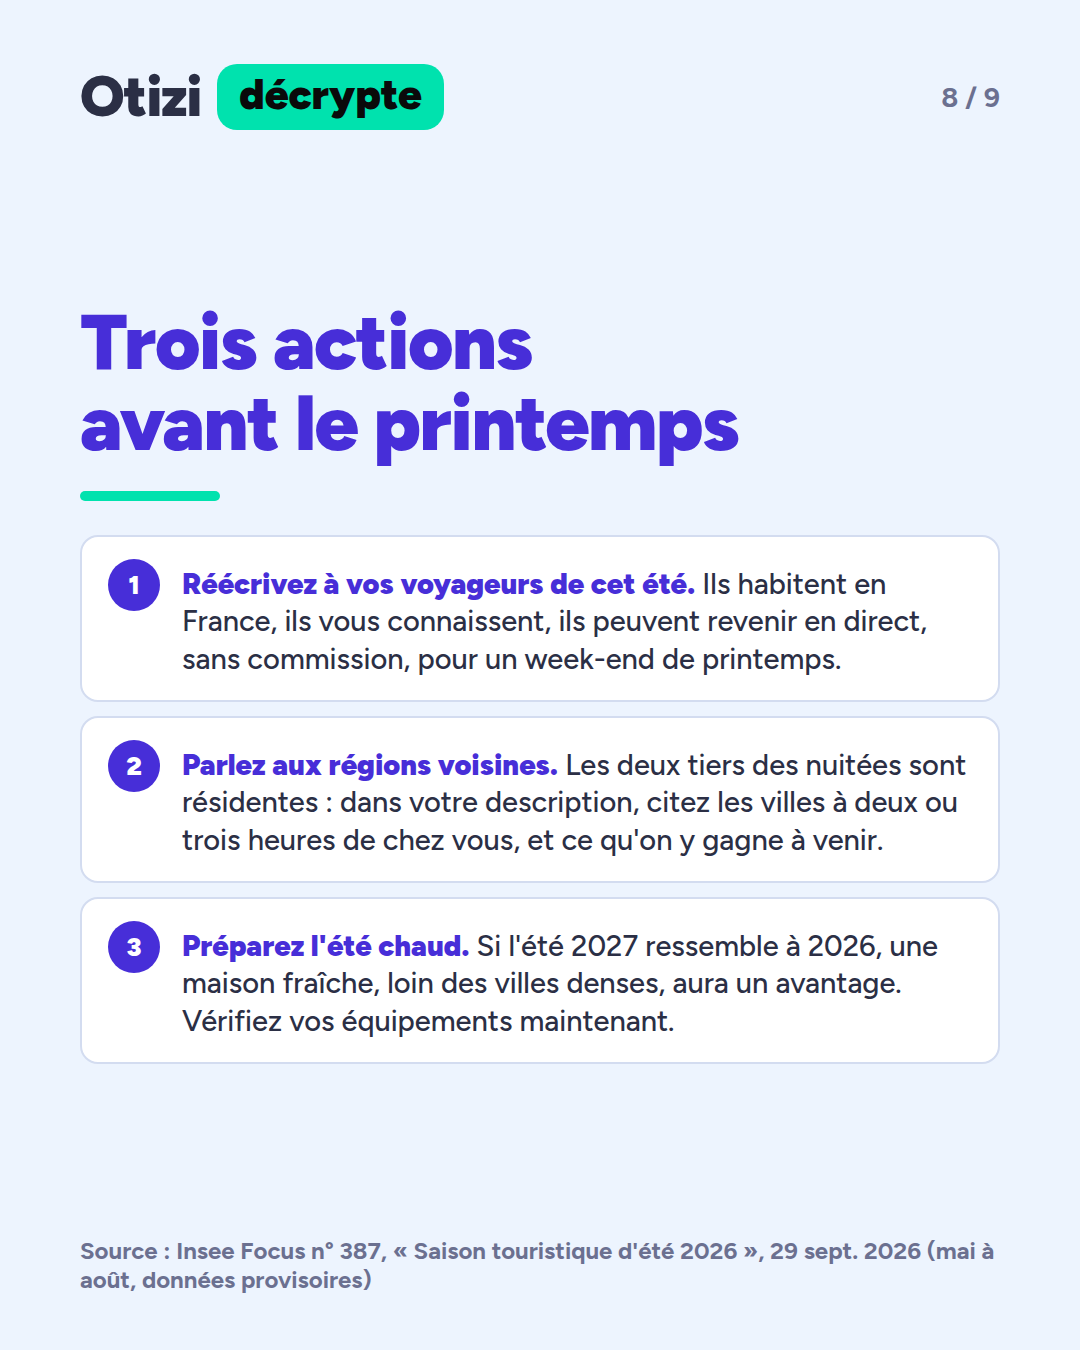 Otizi décrypte
8 / 9
Trois actions
avant le printemps
1 Réécrivez à vos voyageurs de cet été. Ils habitent en
France, ils vous connaissent, ils peuvent revenir en direct,
sans commission, pour un week-end de printemps.
2 Parlez aux régions voisines. Les deux tiers des nuitées sont
résidentes : dans votre description, citez les villes à deux ou
trois heures de chez vous, et ce qu'on y gagne à venir.
3 Préparez l'été chaud. Si l'été 2027 ressemble à 2026, une
maison fraîche, loin des villes denses, aura un avantage.
Vérifiez vos équipements maintenant.
Source : Insee Focus n° 387, « Saison touristique d'été 2026 », 29 sept. 2026 (mai à
août, données provisoires)